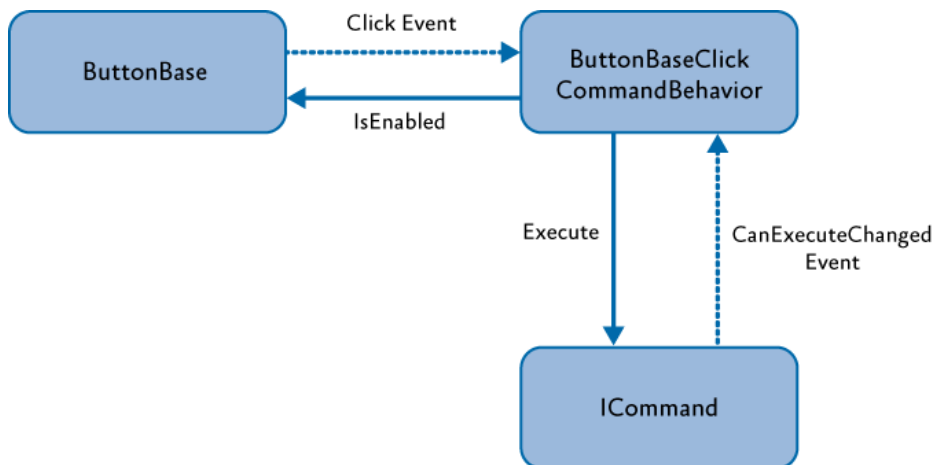 Click Event
ButtonBase
ButtonBaseClick
CommandBehavior
IsEnabled
Execute
CanExecuteChanged
Event
ICommand